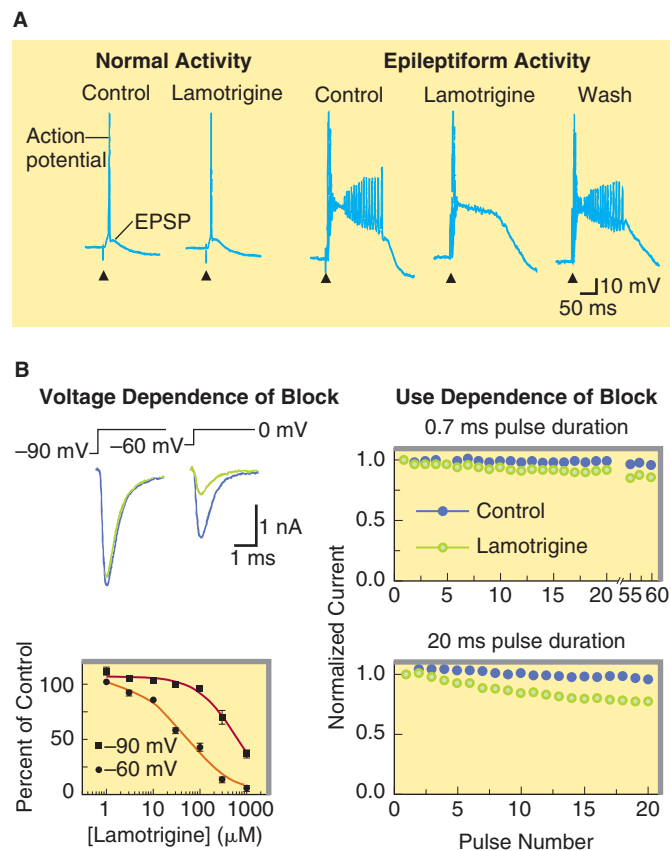 A
Normal Activity
Epileptiform Activity
Control
Lamotrigine
Control
Lamotrigine
Wash
Action
potential
EPSP
10 mV
50 ms
B
Voltage Dependence of Block
Use Dependence of Block
–90 mV
–60 mV
0 mV
1 nA
1 ms
0.7 ms pulse duration
1.0
0.5
0.0
Control
Lamotrigine
0
5
10
15
20
55
60
Normalized Current
20 ms pulse duration
1.0
0.5
0.0
0
5
10
15
20
Pulse Number
Percent of Control
100
50
0
–90 mV
–60 mV
1
10
100
1000
[Lamotrigine] (μM)